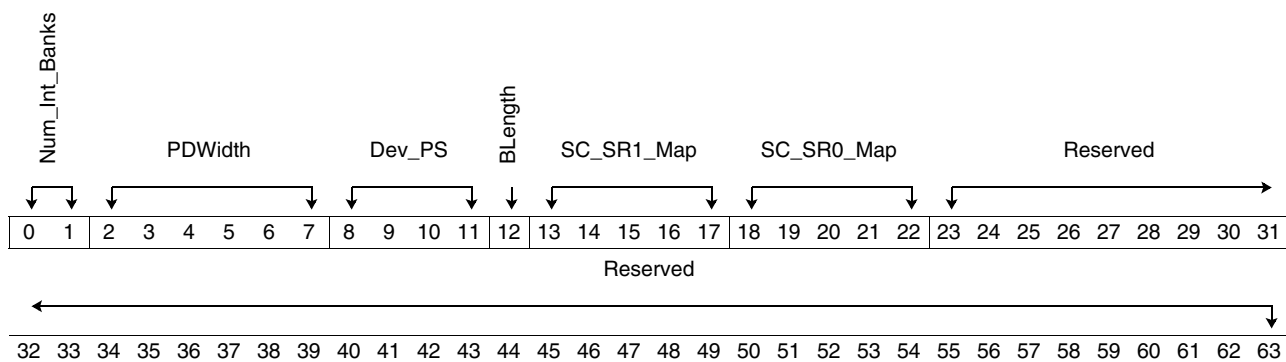 Num_Int_Banks PDWidth Dev_PS BLength SC_SR1_Map SC_SR0_Map Reserved
0 1 2 3 4 5 6 7 8 9 10 11 12 13 14 15 16 17 18 19 20 21 22 23 24 25 26 27 28 29 30 31
Reserved
32 33 34 35 36 37 38 39 40 41 42 43 44 45 46 47 48 49 50 51 52 53 54 55 56 57 58 59 60 61 62 63